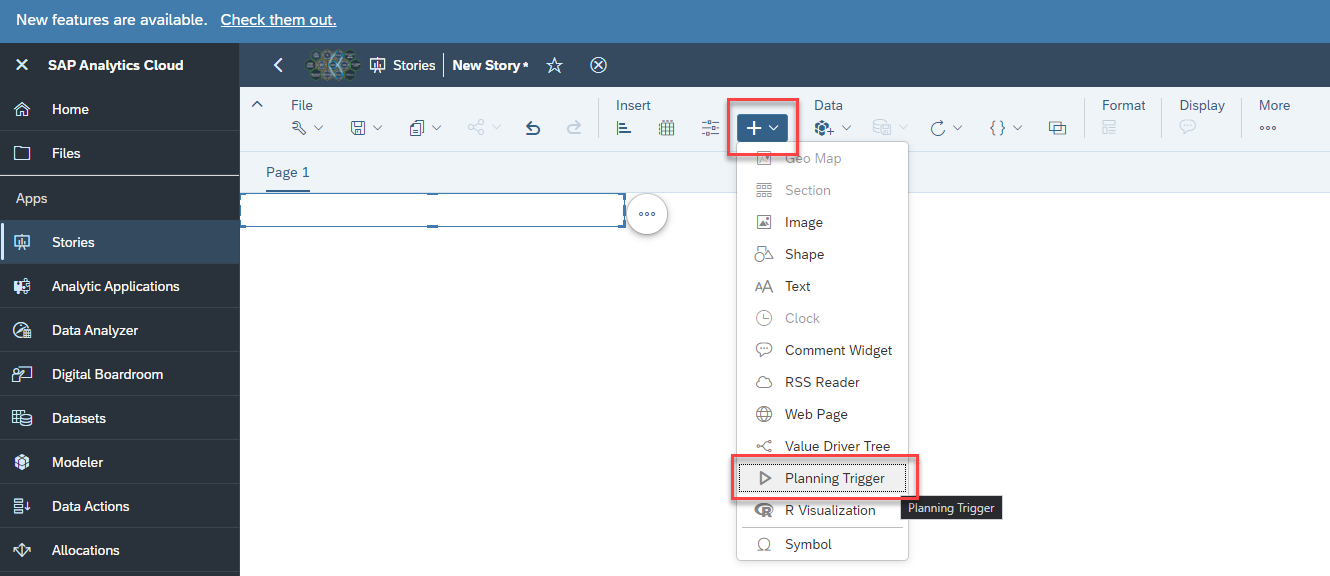 New features are available. Check them out.
SAP Analytics Cloud
Stories New Story *
Home
Files
Apps
Stories
Analytic Applications
Data Analyzer
Digital Boardroom
Datasets
Modeler
Data Actions
Allocations
File Insert Data Format Display More
Page 1
Geo Map
Section
Image
Shape
AA Text
Clock
Comment Widget
RSS Reader
Web Page
Value Driver Tree
Planning Trigger
Planning Trigger
R R Visualization
Ω Symbol